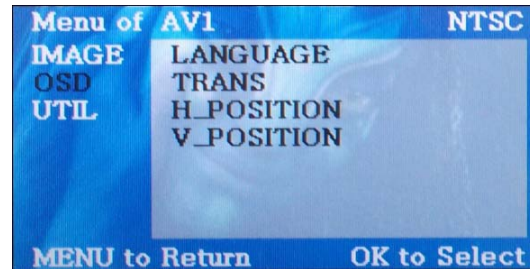 Menu of AV1 NTSC
IMAGE LANGUAGE
OSD TRANS
UTIL H_POSITION
V_POSITION
MENU to Return OK to Select